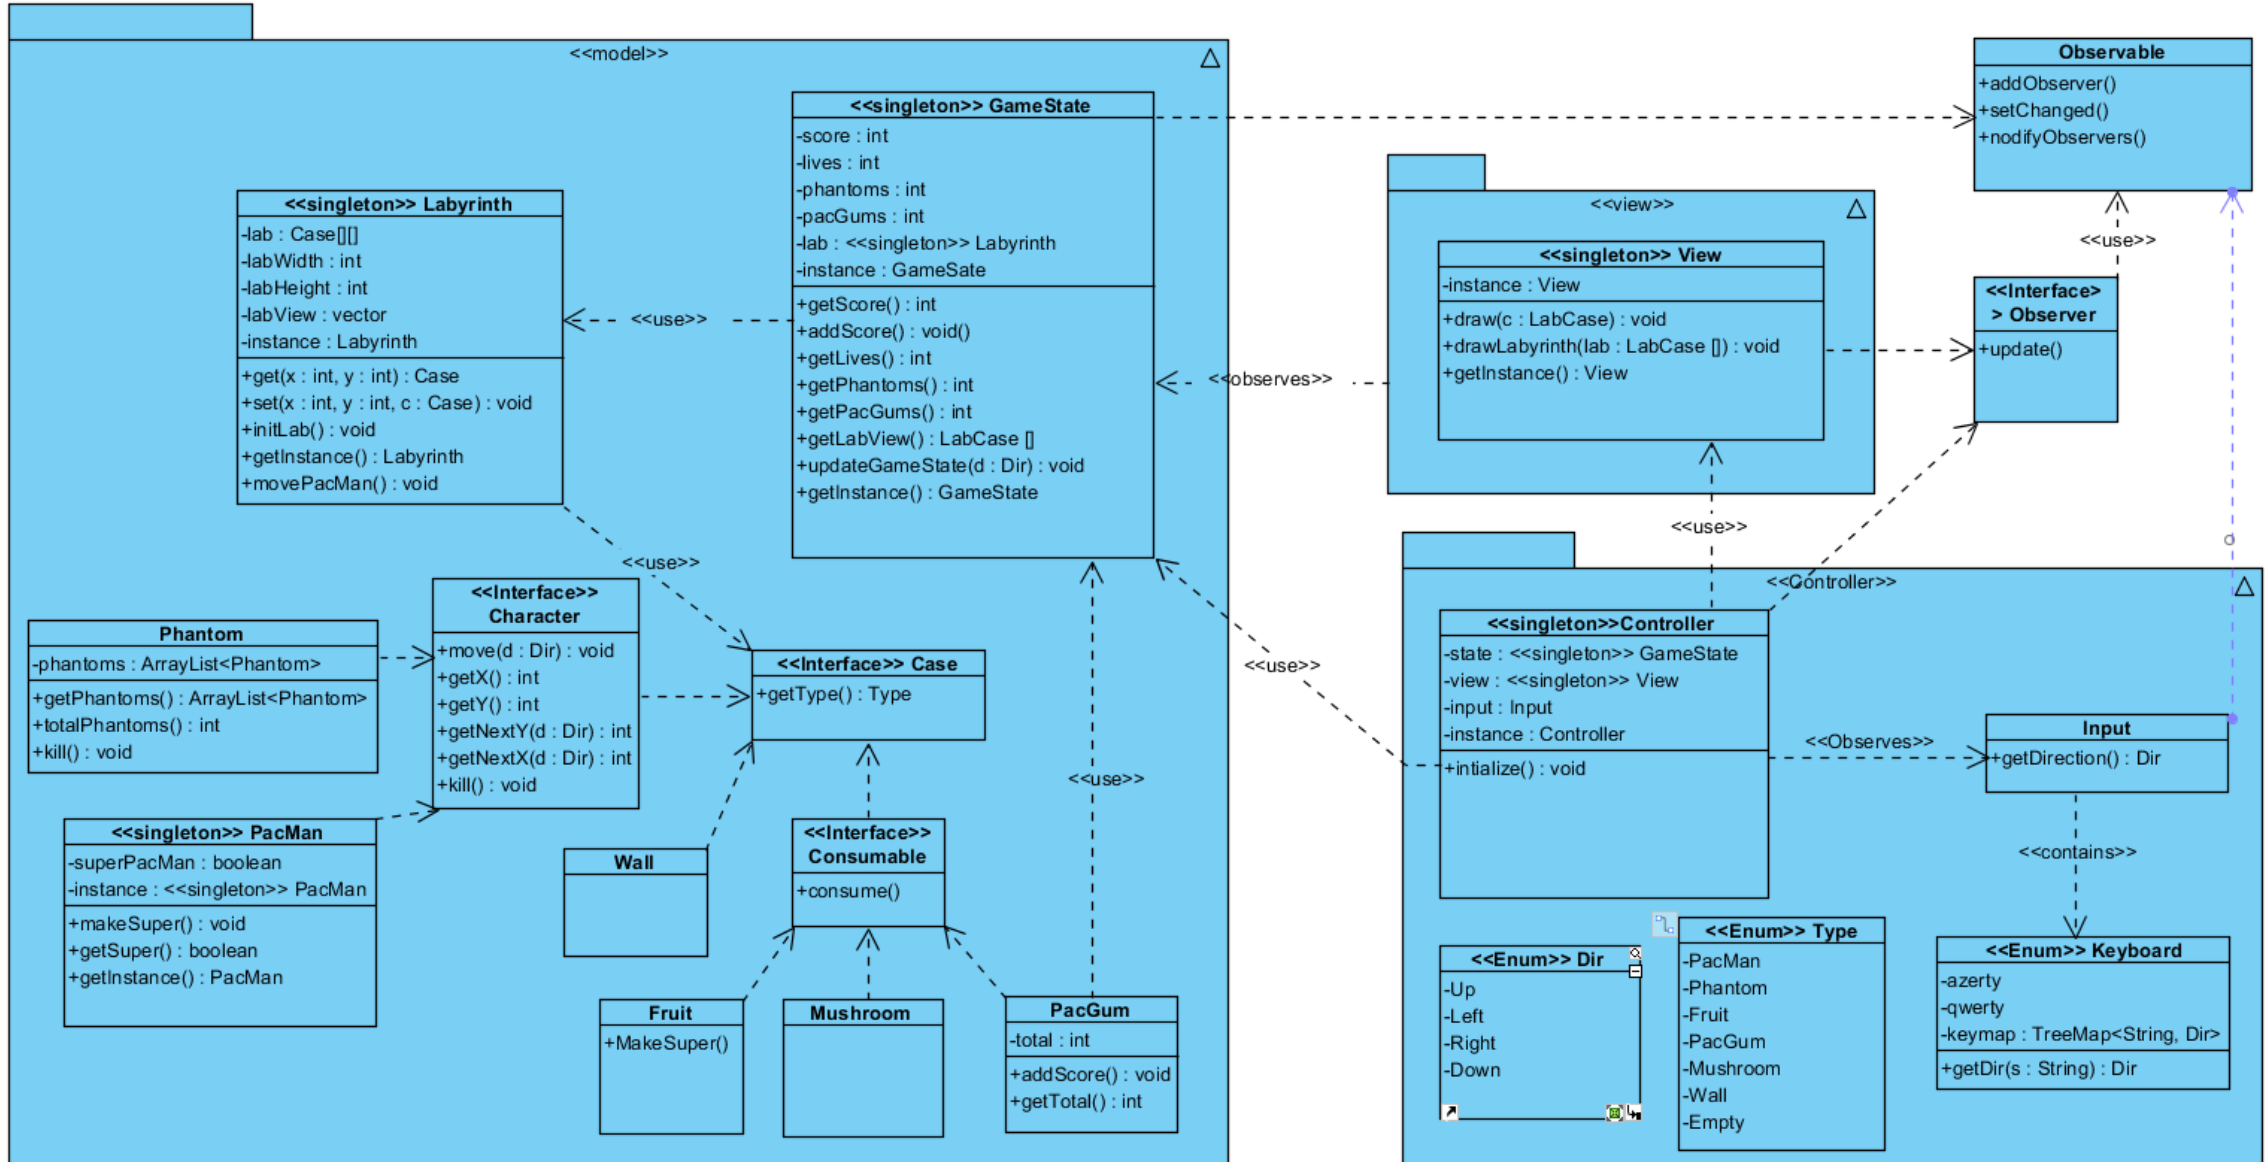 <<model>>
<<singleton>> GameState
-score : int
-lives : int
-phantoms : int
-pacGums : int
-lab : <<singleton>> Labyrinth
-instance : GameSate
+getScore() : int
+addScore() : void()
+getLives() : int
+getPhantoms() : int
+getPacGums() : int
+getLabView() : LabCase []
+updateGameState(d : Dir) : void
+getInstance() : GameState
<<singleton>> Labyrinth
-lab : Case[][]
-labWidth : int
-labHeight : int
-labView : vector
-instance : Labyrinth
+get(x : int, y : int) : Case
+set(x : int, y : int, c : Case) : void
+initLab() : void
+getInstance() : Labyrinth
+movePacMan() : void
<<use>>
<<use>>
<<Interface>>
Character
+move(d : Dir) : void
+getX() : int
+getY() : int
+getNextY(d : Dir) : int
+getNextX(d : Dir) : int
+kill() : void
Phantom
-phantoms : ArrayList<Phantom>
+getPhantoms() : ArrayList<Phantom>
+totalPhantoms() : int
+kill() : void
<<singleton>> PacMan
-superPacMan : boolean
-instance : <<singleton>> PacMan
+makeSuper() : void
+getSuper() : boolean
+getInstance() : PacMan
<<Interface>> Case
+getType() : Type
Wall
<<Interface>>
Consumable
+consume()
<<use>>
Fruit
+MakeSuper()
Mushroom
PacGum
-total : int
+addScore() : void
+getTotal() : int
<<observes>>
<<use>>
<<view>>
<<singleton>> View
-instance : View
+draw(c : LabCase) : void
+drawLabyrinth(lab : LabCase []) : void
+getInstance() : View
<<use>>
Observable
+addObserver()
+setChanged()
+nodifyObservers()
<<use>>
<<Interface>
> Observer
+update()
<<Controller>>
<<singleton>>Controller
-state : <<singleton>> GameState
-view : <<singleton>> View
-input : Input
-instance : Controller
+intialize() : void
<<Observes>>
Input
+getDirection() : Dir
<<contains>>
<<Enum>> Dir
-Up
-Left
-Right
-Down
<<Enum>> Type
-PacMan
-Phantom
-Fruit
-PacGum
-Mushroom
-Wall
-Empty
<<Enum>> Keyboard
-azerty
-qwerty
-keymap : TreeMap<String, Dir>
+getDir(s : String) : Dir